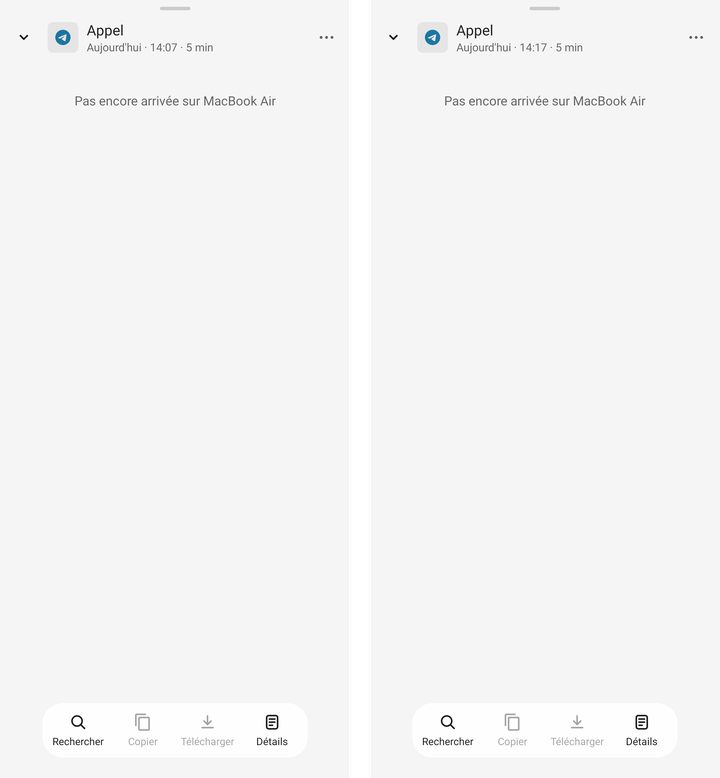 Appel
Aujourd'hui · 14:07 · 5 min
Pas encore arrivée sur MacBook Air
Rechercher
Copier
Télécharger
Détails
Appel
Aujourd'hui · 14:17 · 5 min
Pas encore arrivée sur MacBook Air
Rechercher
Copier
Télécharger
Détails